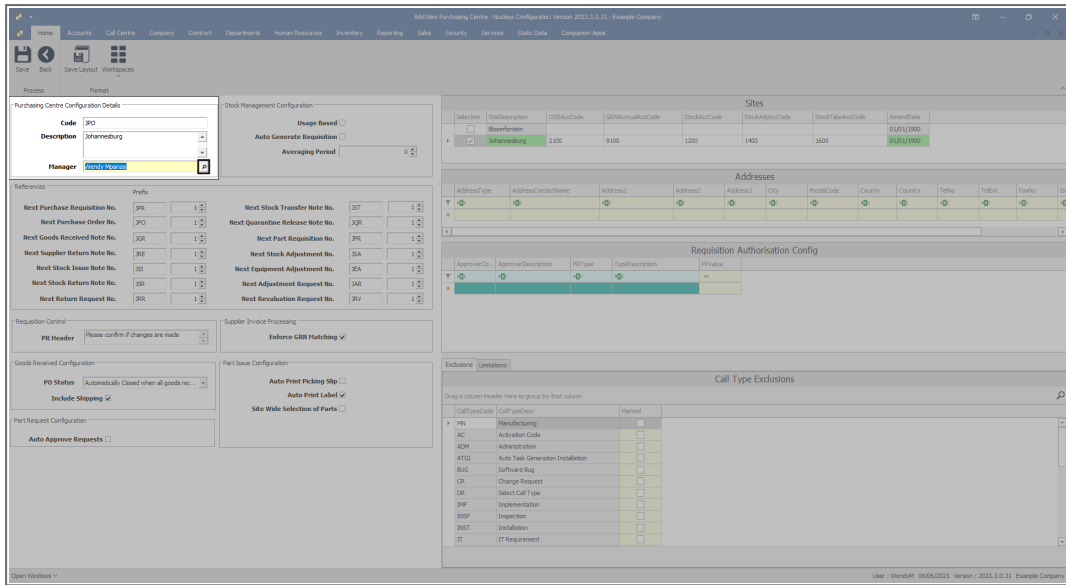 Add New Purchasing Centre - Nucleus Configurator: Version 2023.3.0.31 - Example Company
Home Accounts Call Centre Company Contract Departments Human Resources Inventory Reporting Sales Security Services Static Data Companion Apps
Save Back Save Layout Workspaces
Process Format
Purchasing Centre Configuration Details
Code JPO
Description Johannesburg
Manager Wendy Mpanza
Stock Management Configuration
Usage Based
Auto Generate Requisition
Averaging Period 0
References
Prefix
Next Purchase Requisition No. JPR 1
Next Purchase Order No. JPO 1
Next Goods Received Note No. JGR 1
Next Supplier Return Note No. JRE 1
Next Stock Issue Note No. JSI 1
Next Stock Return Note No. JSR 1
Next Return Request No. JRR 1
Next Stock Transfer Note No. JST 1
Next Quarantine Release Note No. JQR 1
Next Part Requisition No. JPR 1
Next Stock Adjustment No. JSA 1
Next Equipment Adjustment No. JEA 1
Next Adjustment Request No. JAR 1
Next Revaluation Request No. JRV 1
Requisition Control
PR Header Please confirm if changes are made
Supplier Invoice Processing
Enforce GRN Matching
Goods Received Configuration
PO Status Automatically Closed when all goods rec...
Include Shipping
Part Issue Configuration
Auto Print Picking Slip
Auto Print Label
Site Wide Selection of Parts
Part Request Configuration
Auto Approve Requests
Sites
Selection SiteDescription COSAccCode GRNAccrualAccCode StockAccCode StockAdjAccCode StockTakeAccCode AmendDate
Bloemfontein 01/01/1900
Johannesburg 2100 9100 1200 1400 1600 01/01/1900
Addresses
AddressType AddressContactName Address1 Address2 Address3 City PostalCode County Country TelNo TelExt FaxNo Em
Requisition Authorisation Config
ApproverCo... ApproverDescription PRType TypeDescription PRValue
=
Exclusions Limitations
Call Type Exclusions
Drag a column header here to group by that column
CallTypeCode CallTypeDesc Marked
MN Manufacturing
AC Activation Code
ADM Administration
ATGI Auto Task Generation Installation
BUG Software Bug
CR Change Request
DR Select Call Type
IMP Implementation
INSP Inspection
INST Installation
IT IT Requirement
Open Windows
User : WendyM 08/06/2023 Version : 2023.3.0.31 Example Company